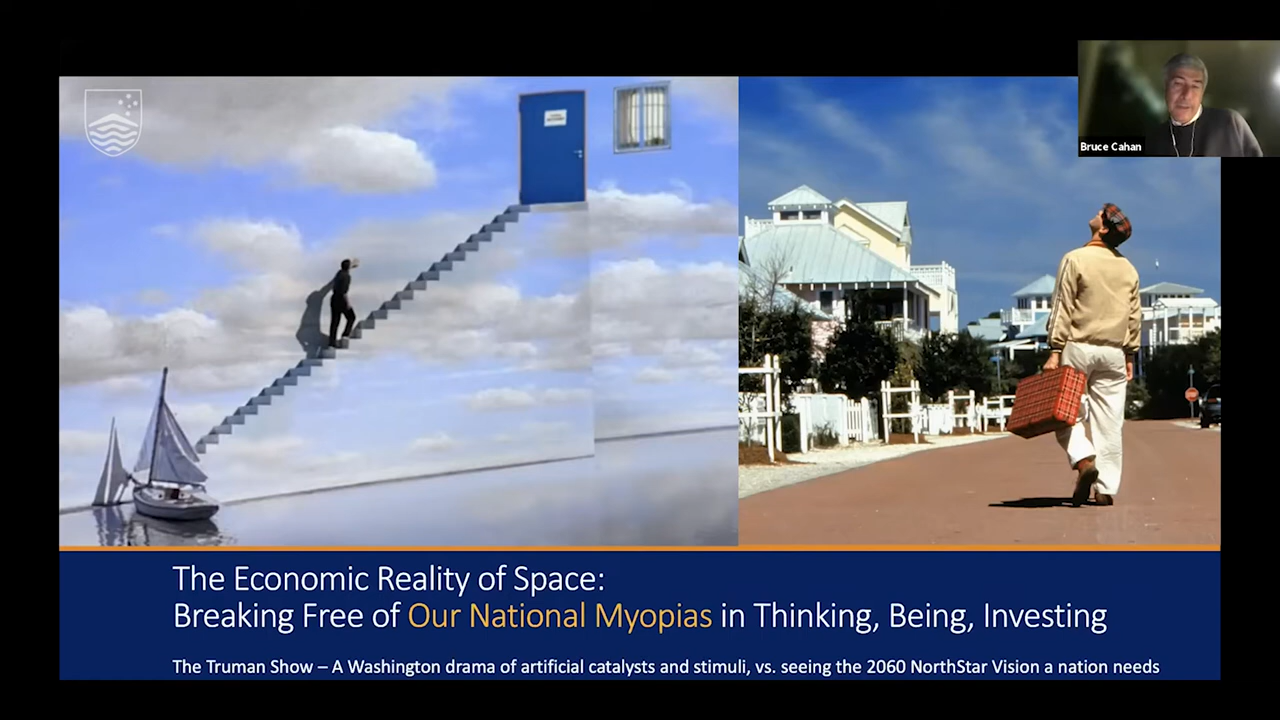 Bruce Cahan
The Economic Reality of Space:
Breaking Free of Our National Myopias in Thinking, Being, Investing
The Truman Show – A Washington drama of artificial catalysts and stimuli, vs. seeing the 2060 NorthStar Vision a nation needs